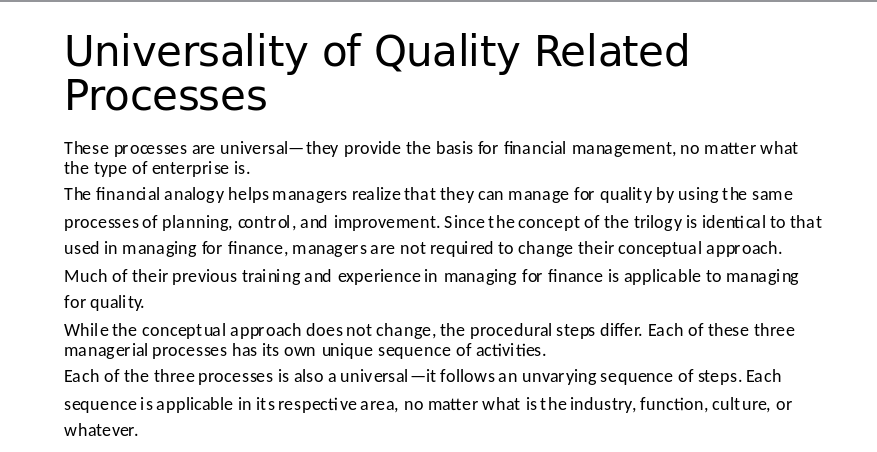 Universality of Quality Related
Processes
These processes are universal—they provide the basis for financial management, no matter what
the type of enterprise is.
The financial analogy helps managers realize that they can manage for quality by using the same
processes of planning, control, and improvement. Since the concept of the trilogy is identical to that
used in managing for finance, managers are not required to change their conceptual approach.
Much of their previous training and experience in managing for finance is applicable to managing
for quality.
While the conceptual approach does not change, the procedural steps differ. Each of these three
managerial processes has its own unique sequence of activities.
Each of the three processes is also a universal—it follows an unvarying sequence of steps. Each
sequence is applicable in its respective area, no matter what is the industry, function, culture, or
whatever.